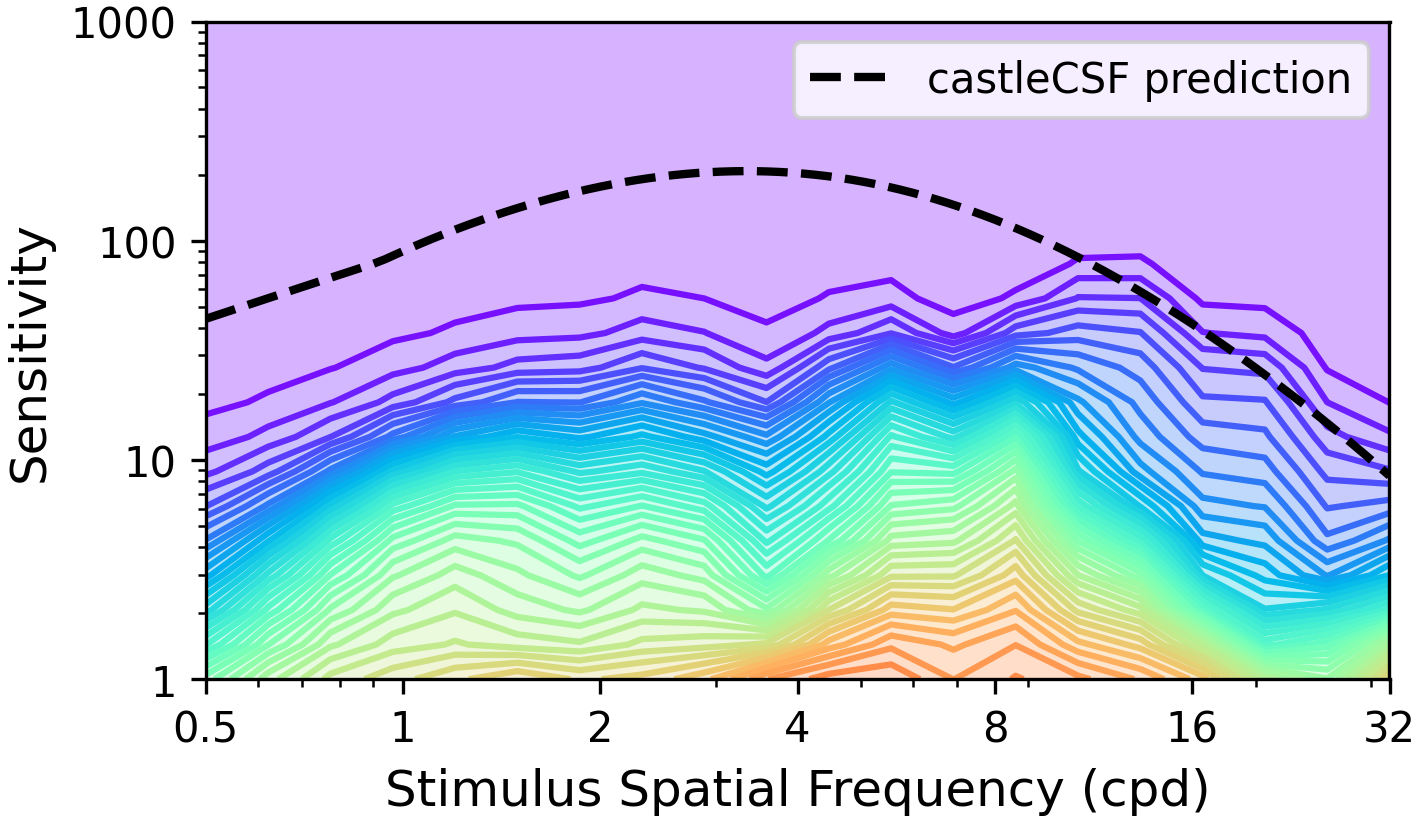 1000
castleCSF prediction
100
10
1
Sensitivity
0.5 1 2 4 8 16 32
Stimulus Spatial Frequency (cpd)